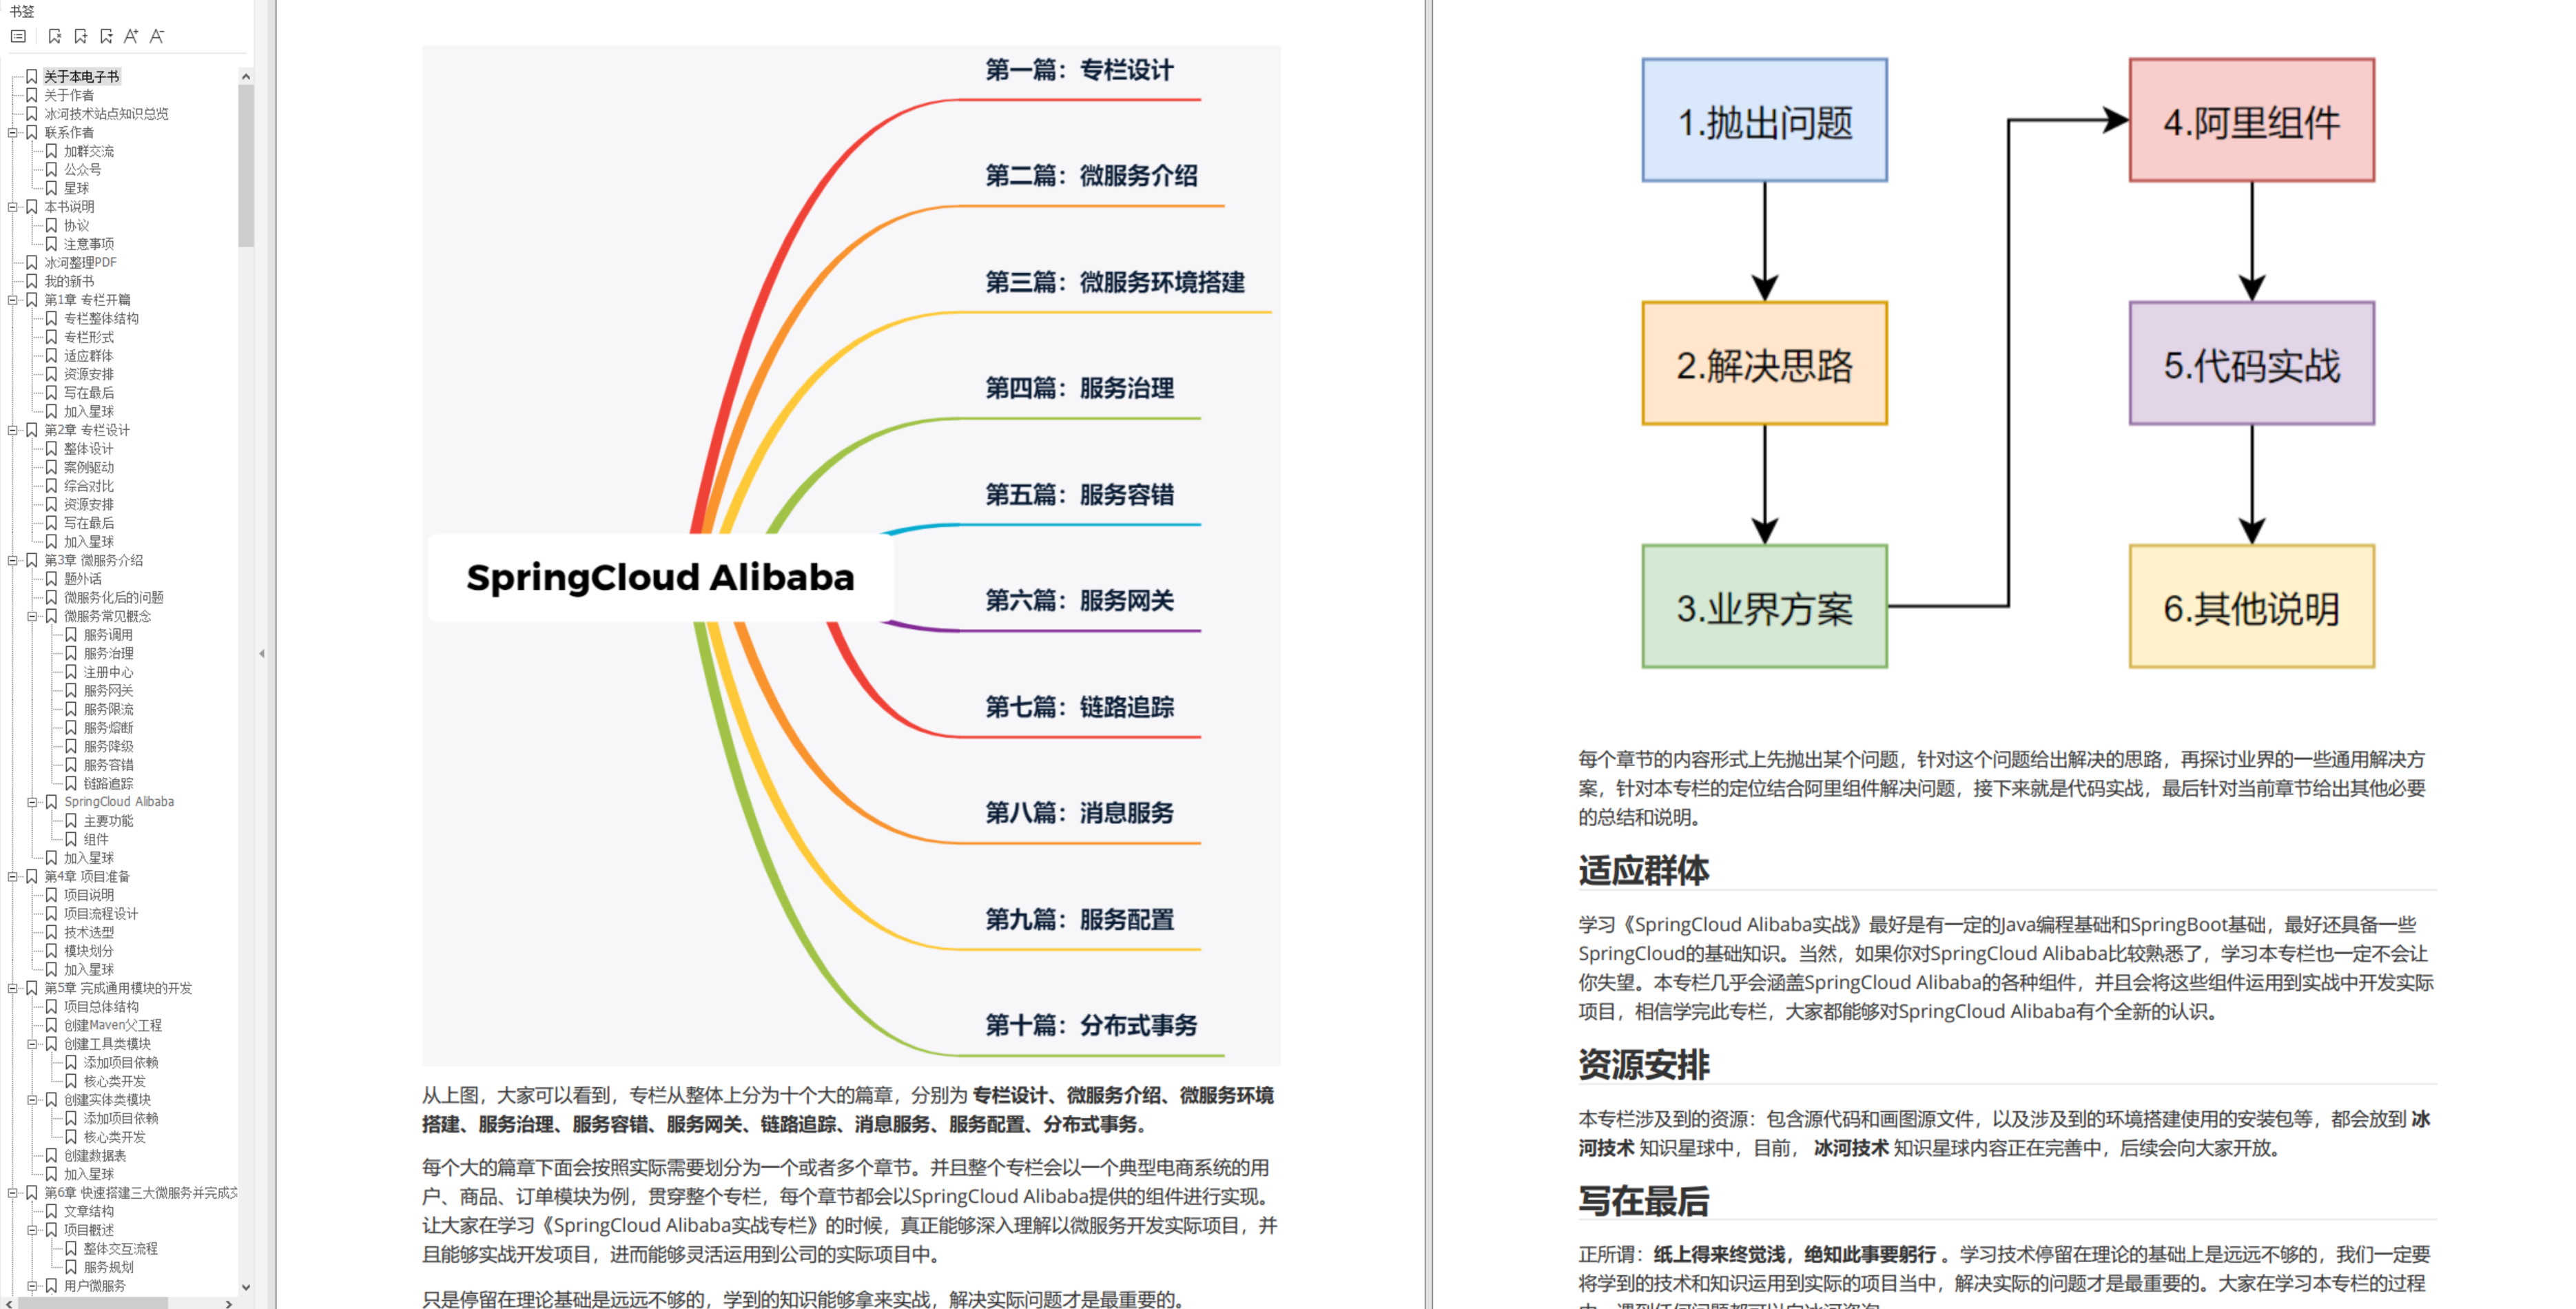 书签
关于本电子书
关于作者
冰河技术站点知识总览
联系作者
加群交流
公众号
星球
本书说明
协议
注意事项
冰河整理PDF
我的新书
第1章 专栏开篇
专栏整体结构
专栏形式
适应群体
资源安排
写在最后
加入星球
第2章 专栏设计
整体设计
案例驱动
综合对比
资源安排
写在最后
加入星球
第3章 微服务介绍
题外话
微服务化后的问题
微服务常见概念
服务调用
服务治理
注册中心
服务网关
服务限流
服务熔断
服务降级
服务容错
链路追踪
SpringCloud Alibaba
主要功能
组件
加入星球
第4章 项目准备
项目说明
项目流程设计
技术选型
模块划分
加入星球
第5章 完成通用模块的开发
项目总体结构
创建Maven父工程
创建工具类模块
添加项目依赖
核心类开发
创建实体类模块
添加项目依赖
核心类开发
创建数据表
加入星球
第6章 快速搭建三大微服务并完成交
文章结构
项目概述
整体交互流程
服务规划
用户微服务
SpringCloud Alibaba
第一篇：专栏设计
第二篇：微服务介绍
第三篇：微服务环境搭建
第四篇：服务治理
第五篇：服务容错
第六篇：服务网关
第七篇：链路追踪
第八篇：消息服务
第九篇：服务配置
第十篇：分布式事务
从上图，大家可以看到，专栏从整体上分为十个大的篇章，分别为 专栏设计、微服务介绍、微服务环境
搭建、服务治理、服务容错、服务网关、链路追踪、消息服务、服务配置、分布式事务。
每个大的篇章下面会按照实际需要划分为一个或者多个章节。并且整个专栏会以一个典型电商系统的用
户、商品、订单模块为例，贯穿整个专栏，每个章节都会以SpringCloud Alibaba提供的组件进行实现。
让大家在学习《SpringCloud Alibaba实战专栏》的时候，真正能够深入理解以微服务开发实际项目，并
且能够实战开发项目，进而能够灵活运用到公司的实际项目中。
只是停留在理论基础是远远不够的，学到的知识能够拿来实战，解决实际问题才是最重要的。
1.抛出问题
2.解决思路
3.业界方案
4.阿里组件
5.代码实战
6.其他说明
每个章节的内容形式上先抛出某个问题，针对这个问题给出解决的思路，再探讨业界的一些通用解决方
案，针对本专栏的定位结合阿里组件解决问题，接下来就是代码实战，最后针对当前章节给出其他必要
的总结和说明。
适应群体
学习《SpringCloud Alibaba实战》最好是有一定的Java编程基础和SpringBoot基础，最好还具备一些
SpringCloud的基础知识。当然，如果你对SpringCloud Alibaba比较熟悉了，学习本专栏也一定不会让
你失望。本专栏几乎会涵盖SpringCloud Alibaba的各种组件，并且会将这些组件运用到实战中开发实际
项目，相信学完此专栏，大家都能够对SpringCloud Alibaba有个全新的认识。
资源安排
本专栏涉及到的资源：包含源代码和画图源文件，以及涉及到的环境搭建使用的安装包等，都会放到 冰
河技术 知识星球中，目前， 冰河技术 知识星球内容正在完善中，后续会向大家开放。
写在最后
正所谓：纸上得来终觉浅，绝知此事要躬行 。学习技术停留在理论的基础上是远远不够的，我们一定要
将学到的技术和知识运用到实际的项目当中，解决实际的问题才是最重要的。大家在学习本专栏的过程